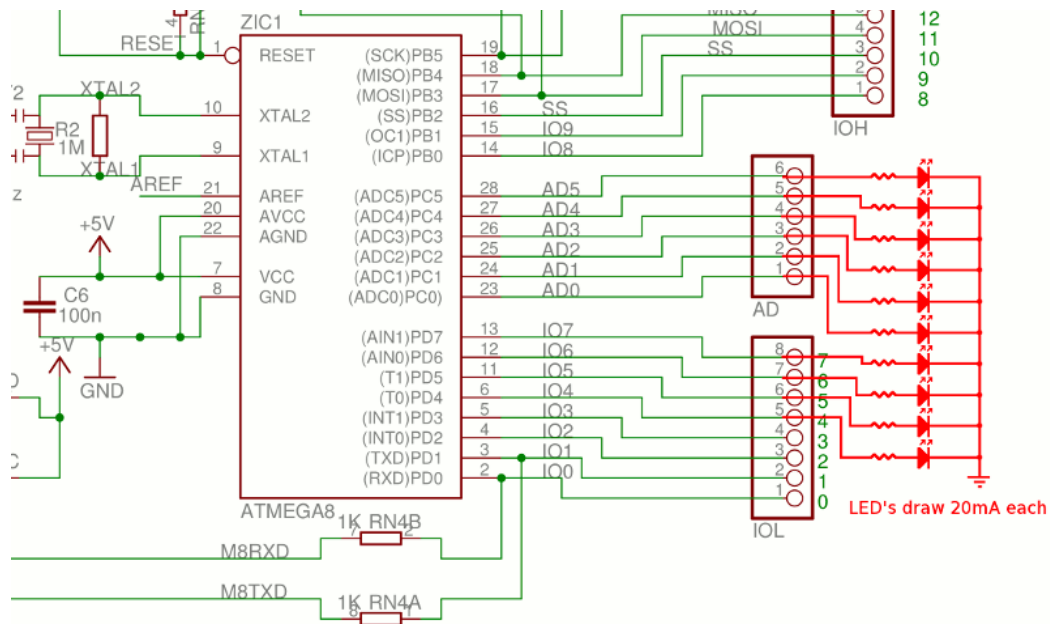 ZIC1
4
RN
RESET
1
RESET
XTAL2
10
XTAL2
R2
1M
9
XTAL1
XTAL1
AREF
21
AREF
20
AVCC
22
AGND
+5V
7
VCC
8
GND
C6
100n
+5V
GND
(SCK)PB5
19
(MISO)PB4
18
(MOSI)PB3
17
(SS)PB2
16
SS
(OC1)PB1
15
IO9
(ICP)PB0
14
IO8
(ADC5)PC5
28
AD5
(ADC4)PC4
27
AD4
(ADC3)PC3
26
AD3
(ADC2)PC2
25
AD2
(ADC1)PC1
24
AD1
(ADC0)PC0)
23
AD0
(AIN1)PD7
13
IO7
(AIN0)PD6
12
IO6
(T1)PD5
11
IO5
(T0)PD4
6
IO4
(INT1)PD3
5
IO3
(INT0)PD2
4
IO2
(TXD)PD1
3
IO1
(RXD)PD0
2
IO0
ATMEGA8
MISO
MOSI
SS
5
12
4
11
3
10
2
9
1
8
IOH
6
5
4
3
2
1
AD
8
7
7
6
6
5
5
4
4
3
3
2
2
1
1
0
IOL
LED's draw 20mA each
1K RN4B
7
2
M8RXD
M8TXD
1K RN4A
8
1